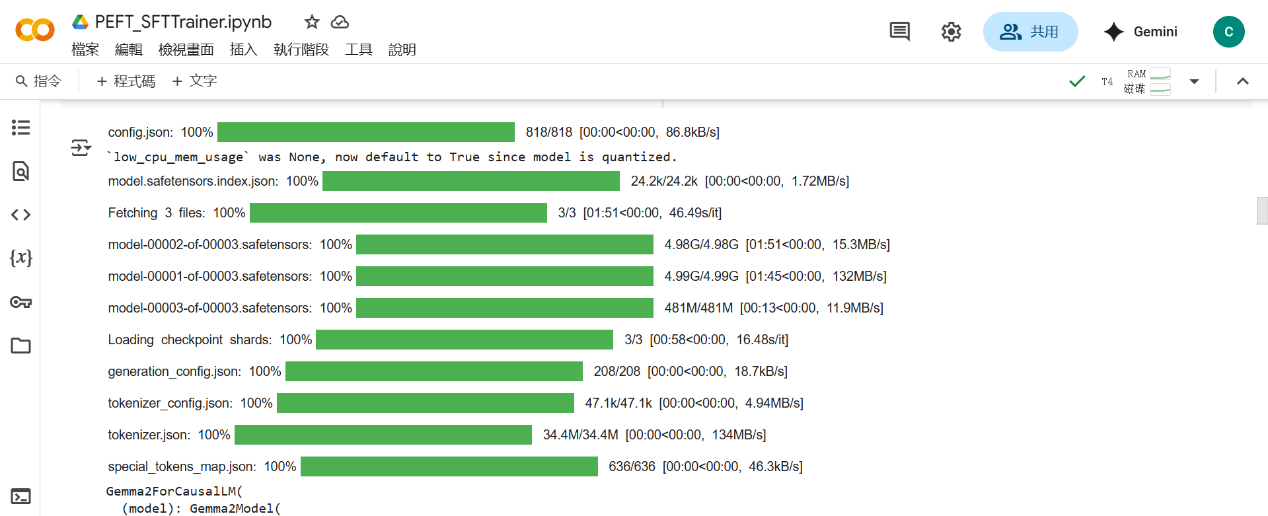 PEFT_SFTTrainer.ipynb
檔案 編輯 檢視畫面 插入 執行階段 工具 說明
共用
Gemini
C
指令 + 程式碼 + 文字
T4
RAM
磁碟
config.json: 100% 818/818 [00:00<00:00, 86.8kB/s]
`low_cpu_mem_usage` was None, now default to True since model is quantized.
model.safetensors.index.json: 100% 24.2k/24.2k [00:00<00:00, 1.72MB/s]
Fetching 3 files: 100% 3/3 [01:51<00:00, 46.49s/it]
model-00002-of-00003.safetensors: 100% 4.98G/4.98G [01:51<00:00, 15.3MB/s]
model-00001-of-00003.safetensors: 100% 4.99G/4.99G [01:45<00:00, 132MB/s]
model-00003-of-00003.safetensors: 100% 481M/481M [00:13<00:00, 11.9MB/s]
Loading checkpoint shards: 100% 3/3 [00:58<00:00, 16.48s/it]
generation_config.json: 100% 208/208 [00:00<00:00, 18.7kB/s]
tokenizer_config.json: 100% 47.1k/47.1k [00:00<00:00, 4.94MB/s]
tokenizer.json: 100% 34.4M/34.4M [00:00<00:00, 134MB/s]
special_tokens_map.json: 100% 636/636 [00:00<00:00, 46.3kB/s]
Gemma2ForCausalLM(
(model): Gemma2Model(